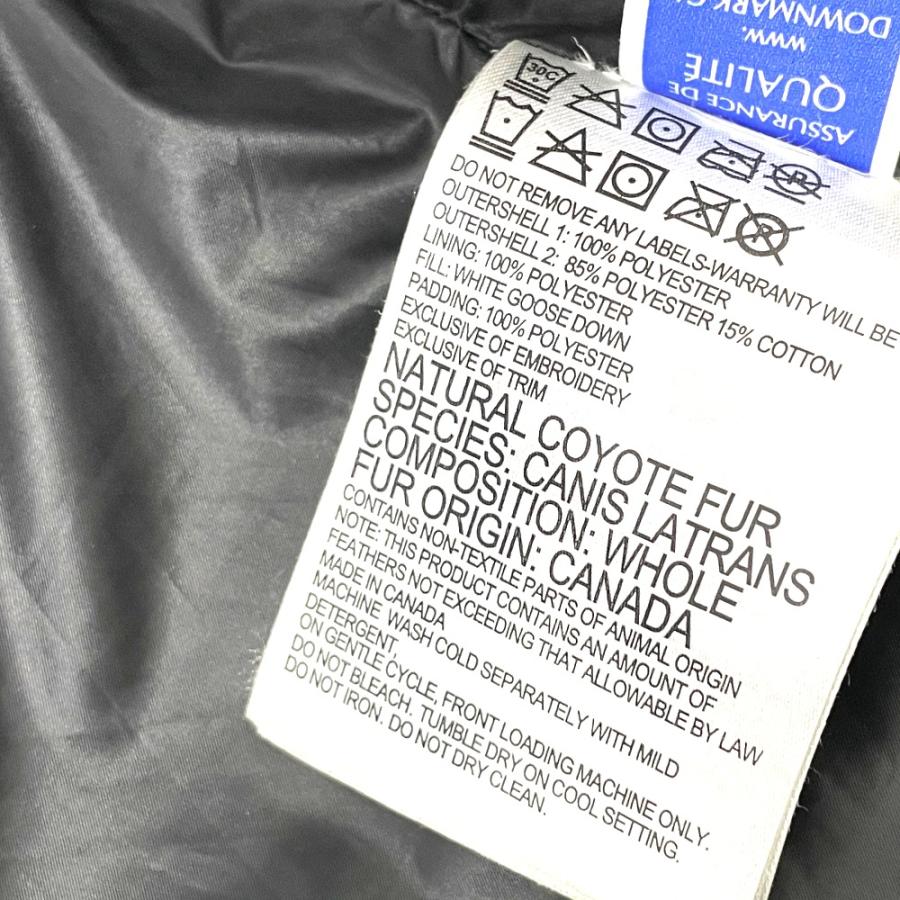 DOWNMARK
www.
QUALITÉ
ASSURANCE DE
30C
DO NOT REMOVE ANY LABELS-WARRANTY WILL BE
OUTERSHELL 1: 100% POLYESTER
OUTERSHELL 2: 85% POLYESTER 15% COTTON
LINING: 100% POLYESTER
FILL: WHITE GOOSE DOWN
PADDING: 100% POLYESTER
EXCLUSIVE OF EMBROIDERY
EXCLUSIVE OF TRIM
NATURAL COYOTE FUR
SPECIES: CANIS LATRANS
COMPOSITION: WHOLE
FUR ORIGIN: CANADA
CONTAINS NON-TEXTILE PARTS OF ANIMAL ORIGIN
NOTE: THIS PRODUCT CONTAINS AN AMOUNT OF
FEATHERS NOT EXCEEDING THAT ALLOWABLE BY LAW
MADE IN CANADA
MACHINE WASH COLD SEPARATELY WITH MILD
DETERGENT.
ON GENTLE CYCLE, FRONT LOADING MACHINE ONLY.
DO NOT BLEACH. TUMBLE DRY ON COOL SETTING.
DO NOT IRON. DO NOT DRY CLEAN.